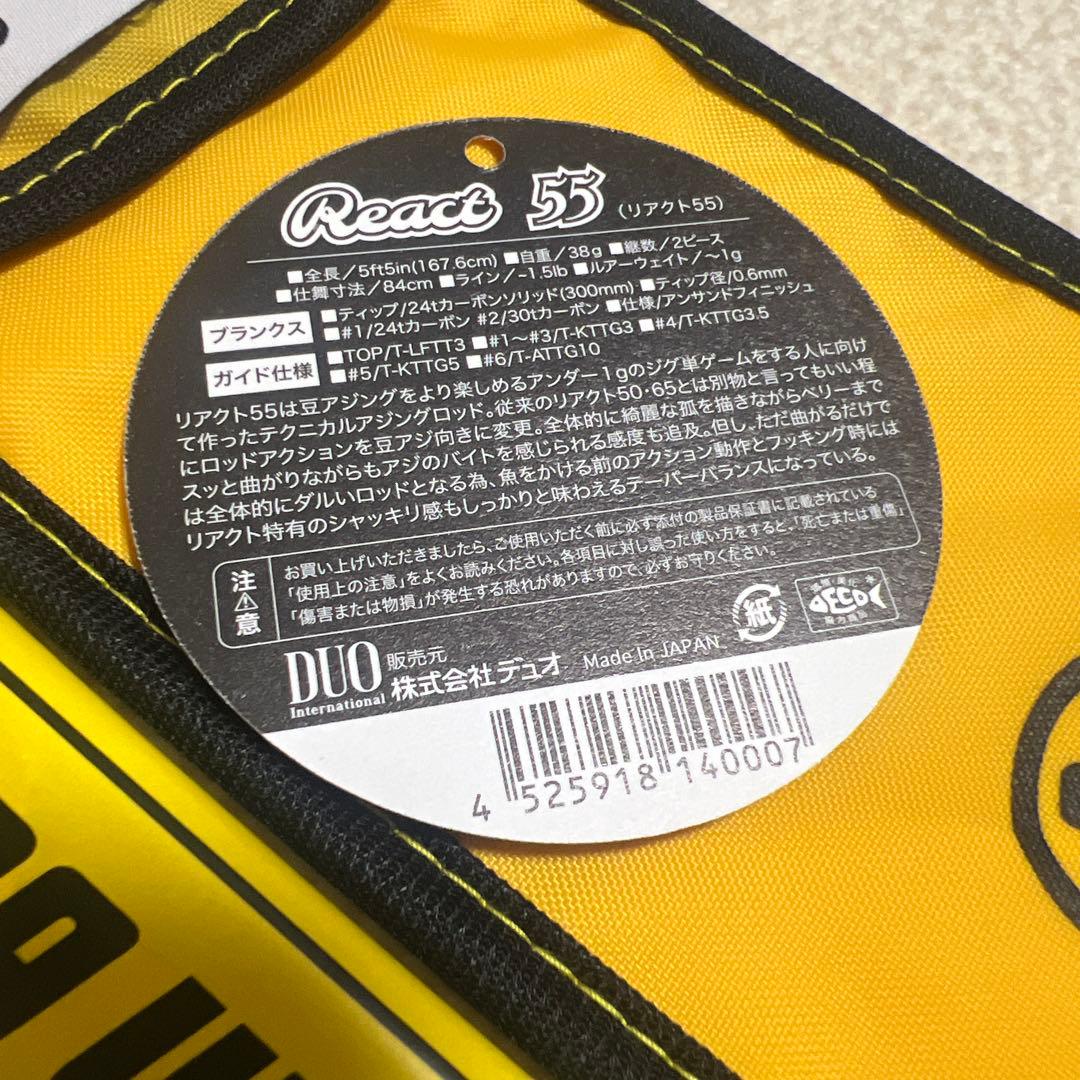 React 55 (リアクト55)
■全長/5ft5in(167.6cm) ■自重/38g ■継数/2ピース
■仕舞寸法/84cm ■ライン/-1.5lb ■ルアーウェイト/〜1g
ブランクス
■ティップ/24tカーボンソリッド(300mm) ■ティップ径/0.6mm
■#1/24tカーボン #2/30tカーボン ■仕様/アンサンドフィニッシュ
ガイド仕様
■TOP/T-LFTT3 ■#1〜#3/T-KTTG3 ■#4/T-KTTG3.5
■#5/T-KTTG5 ■#6/T-ATTG10
リアクト55は豆アジングをより楽しめるアンダー1gのジグ単ゲームをする人に向け
て作ったテクニカルアジングロッド。従来のリアクト50・65とは別物と言ってもいい程
にロッドアクションを豆アジ向きに変更。全体的に綺麗な弧を描きながらベリーまで
スッと曲がりながらもアジのバイトを感じられる感度も追及。但し、ただ曲がるだけで
は全体的にダルいロッドとなる為、魚をかける前のアクション動作とフッキング時には
リアクト特有のシャッキリ感もしっかりと味わえるテーパーバランスになっている。
注意
お買い上げいただきましたら、ご使用いただく前に必ず添付の製品保証書に記載されている
「使用上の注意」をよくお読みください。各項目に対し誤った使い方をすると、「死亡または重傷」
「傷害または物損」が発生する恐れがありますので、必ずお守りください。
紙
DECO
DUO International 販売元 株式会社デュオ Made In JAPAN
4 525918 140007